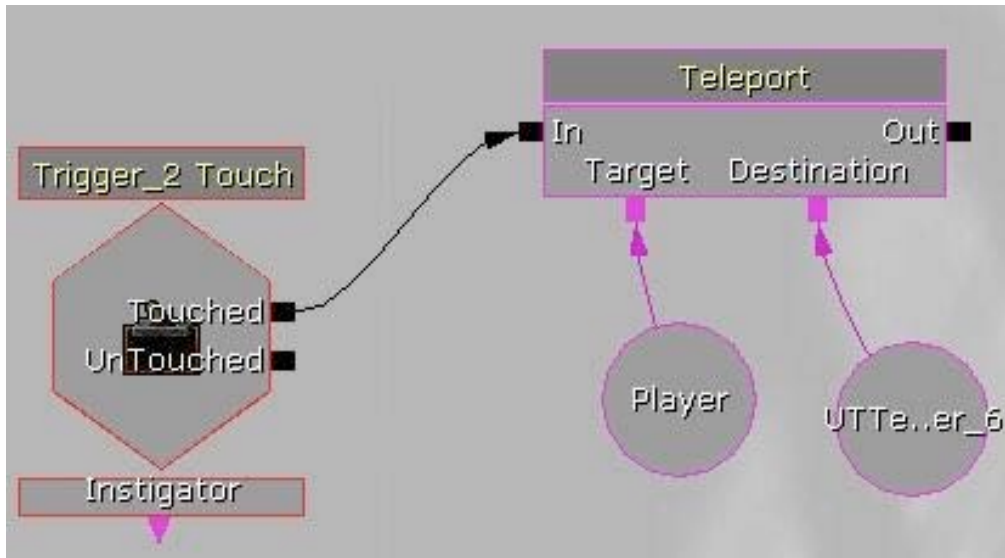 Teleport
In
Out
Target
Destination
Trigger_2 Touch
Touched
UnTouched
Instigator
Player
UTTe..er_6